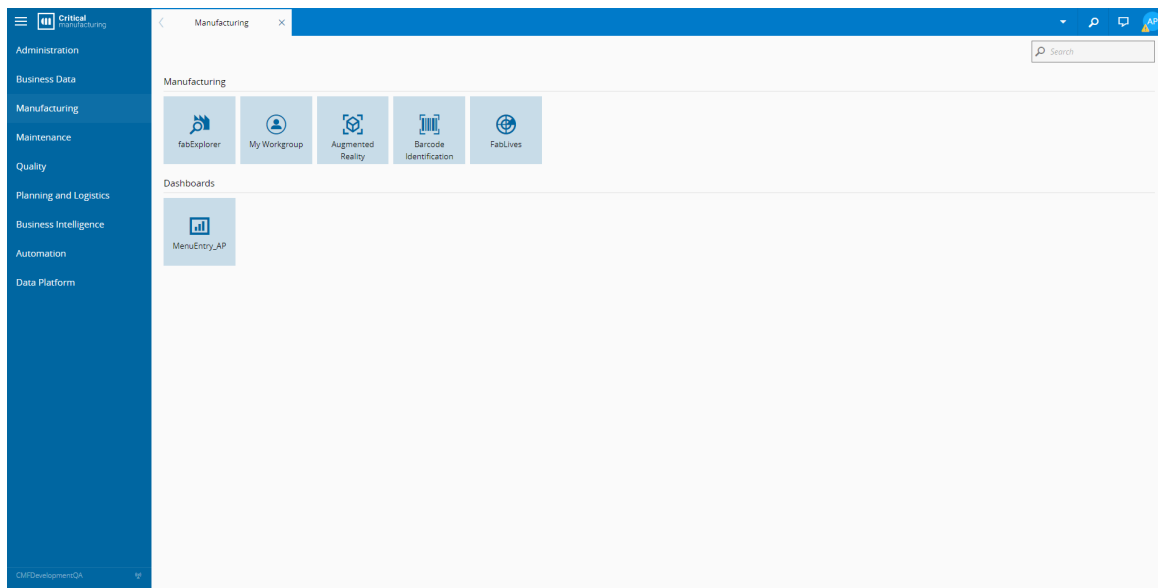 Critical
manufacturing
Manufacturing
AP
Administration
Business Data
Manufacturing
Maintenance
Quality
Planning and Logistics
Business Intelligence
Automation
Data Platform
CMFDevelopmentQA
Search
Manufacturing
fabExplorer
My Workgroup
Augmented
Reality
Barcode
Identification
FabLives
Dashboards
MenuEntry_AP